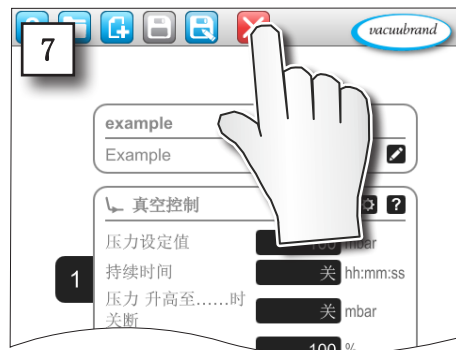 7
vacuubrand
example
Example
真空控制
?
压力设定值 mbar
1
持续时间 关 hh:mm:ss
压力 升高至……时
关断 关 mbar
100 %